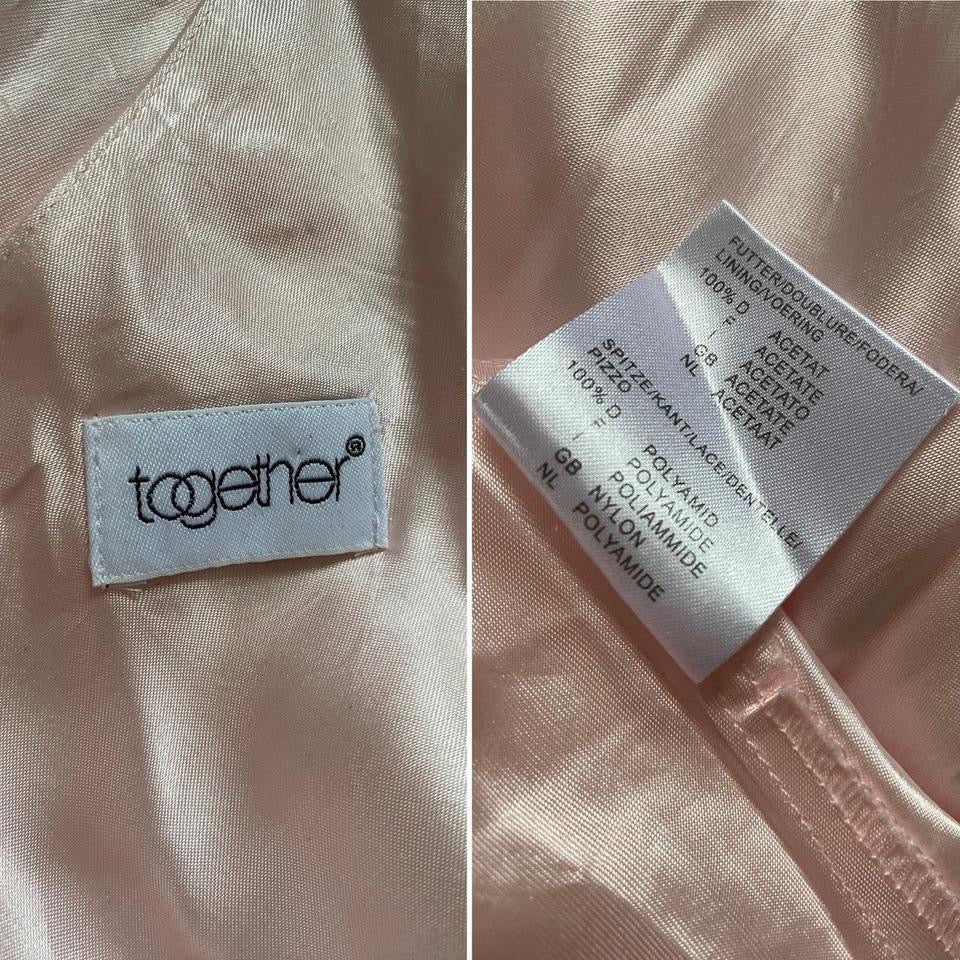 together®
FUTTER/DOUBLURE/FODERA/
LINING/VOERING
100% D ACETAT
F ACETATE
I ACETATO
GB ACETATE
NL ACETAAT
SPITZE/KANT/LACE/DENTELLE/
PIZZO
100% D POLYAMID
F POLYAMIDE
I POLIAMMIDE
GB NYLON
NL POLYAMIDE